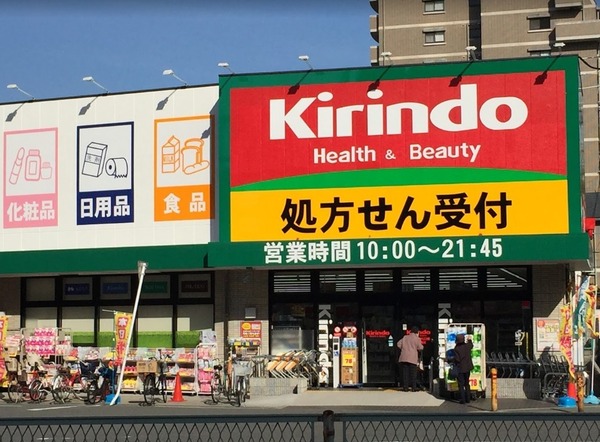 Kirindo
Health & Beauty
処方せん受付
営業時間 10:00～21:45
化粧品
日用品
食品
Kirindo